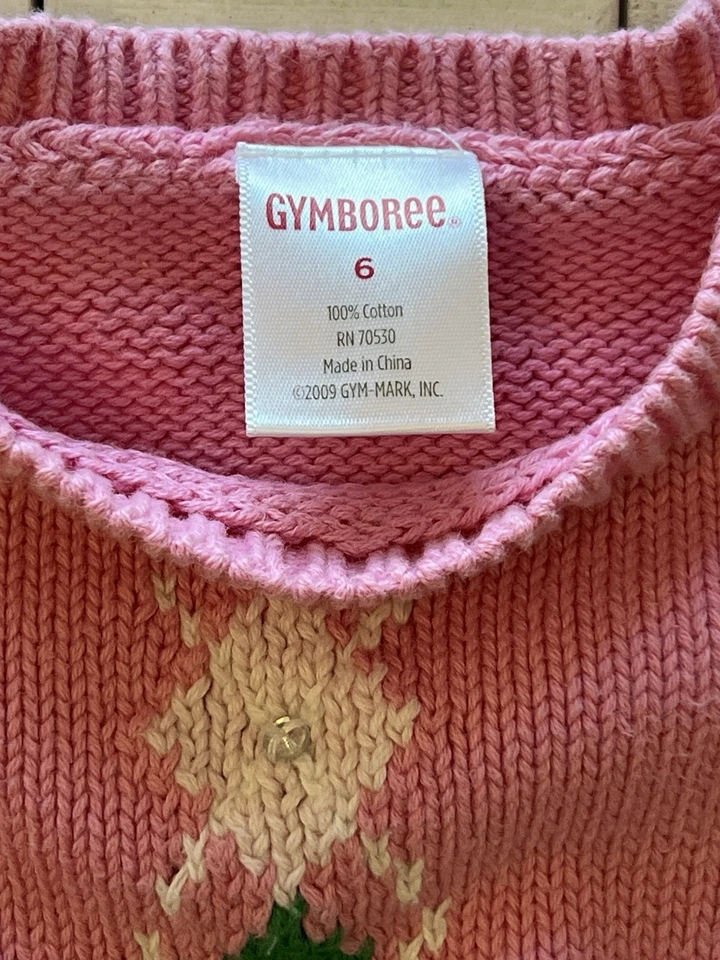 GYMBOREE®
6
100% Cotton
RN 70530
Made in China
©2009 GYM-MARK, INC.